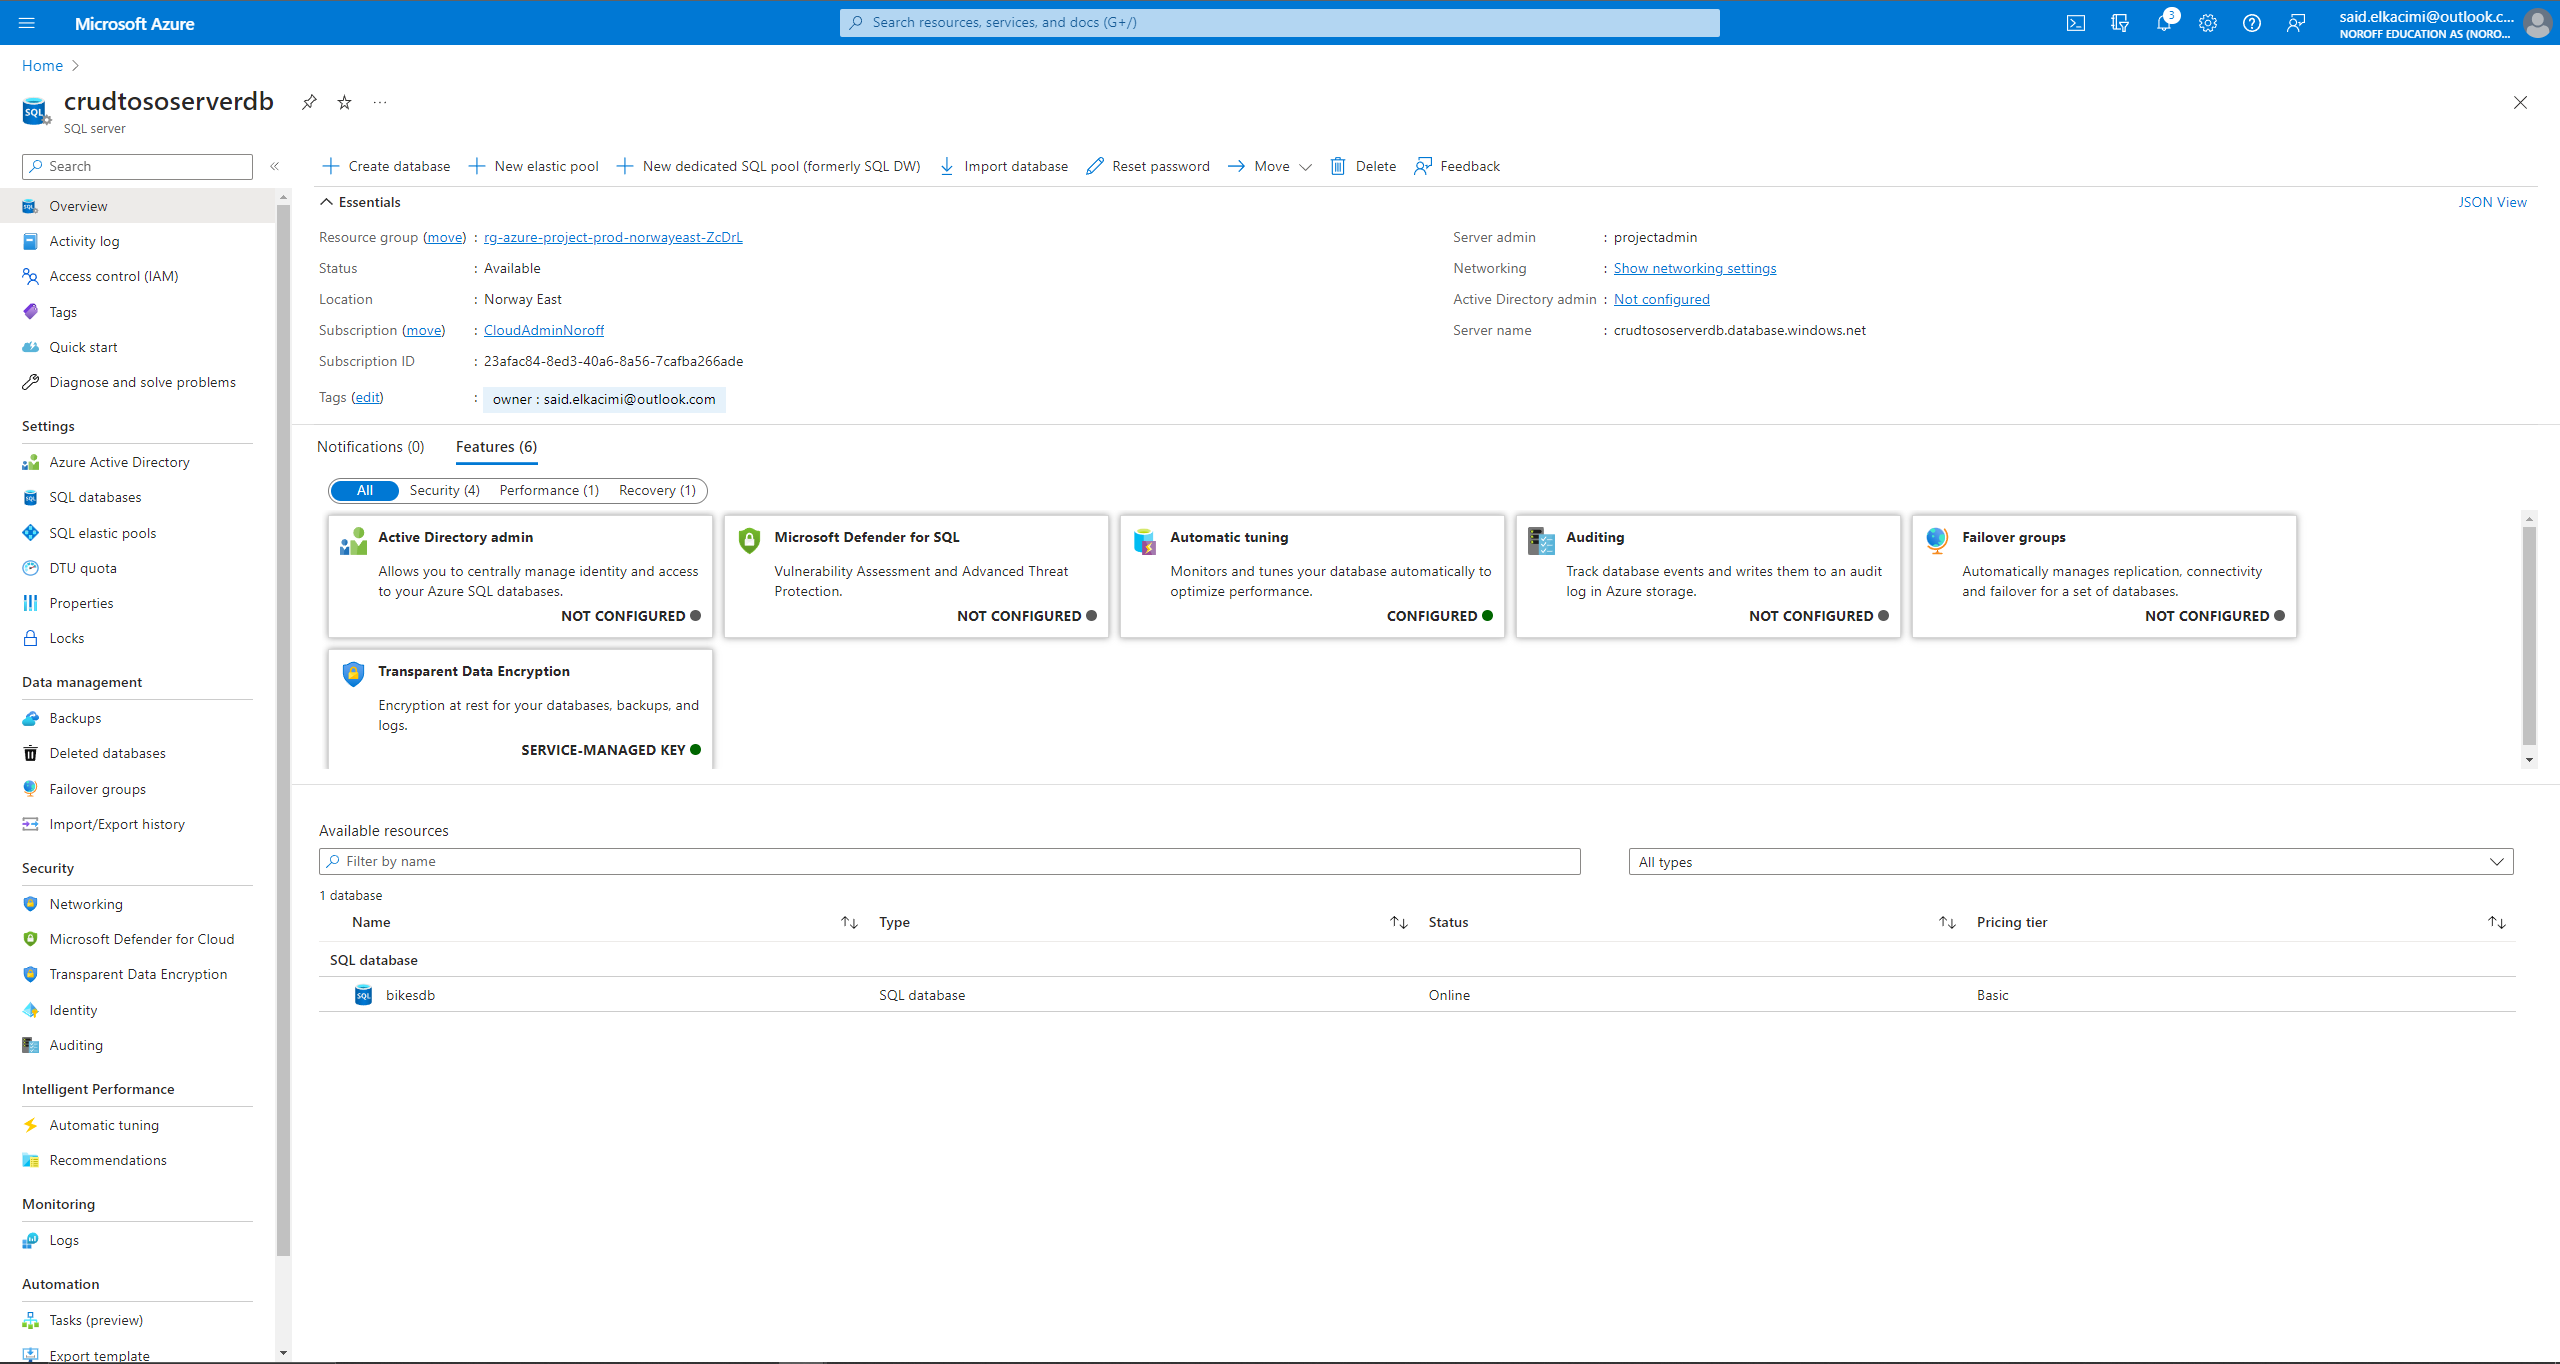 Microsoft Azure
Search resources, services, and docs (G+/)
3
said.elkacimi@outlook.c...
NOROFF EDUCATION AS (NORO...
Home
crudtososerverdb
SQL server
Search
Create database
New elastic pool
New dedicated SQL pool (formerly SQL DW)
Import database
Reset password
Move
Delete
Feedback
Overview
Activity log
Access control (IAM)
Tags
Quick start
Diagnose and solve problems
Settings
Azure Active Directory
SQL databases
SQL elastic pools
DTU quota
Properties
Locks
Data management
Backups
Deleted databases
Failover groups
Import/Export history
Security
Networking
Microsoft Defender for Cloud
Transparent Data Encryption
Identity
Auditing
Intelligent Performance
Automatic tuning
Recommendations
Monitoring
Logs
Automation
Tasks (preview)
Export template
Essentials
JSON View
Resource group (move) : rg-azure-project-prod-norwayeast-ZcDrL
Status : Available
Location : Norway East
Subscription (move) : CloudAdminNoroff
Subscription ID : 23afac84-8ed3-40a6-8a56-7cafba266ade
Tags (edit) : owner : said.elkacimi@outlook.com
Server admin : projectadmin
Networking : Show networking settings
Active Directory admin : Not configured
Server name : crudtososerverdb.database.windows.net
Notifications (0)
Features (6)
All
Security (4)
Performance (1)
Recovery (1)
Active Directory admin
Allows you to centrally manage identity and access
to your Azure SQL databases.
NOT CONFIGURED
Microsoft Defender for SQL
Vulnerability Assessment and Advanced Threat
Protection.
NOT CONFIGURED
Automatic tuning
Monitors and tunes your database automatically to
optimize performance.
CONFIGURED
Auditing
Track database events and writes them to an audit
log in Azure storage.
NOT CONFIGURED
Failover groups
Automatically manages replication, connectivity
and failover for a set of databases.
NOT CONFIGURED
Transparent Data Encryption
Encryption at rest for your databases, backups, and
logs.
SERVICE-MANAGED KEY
Available resources
Filter by name
All types
1 database
Name Type Status Pricing tier
SQL database
bikesdb SQL database Online Basic